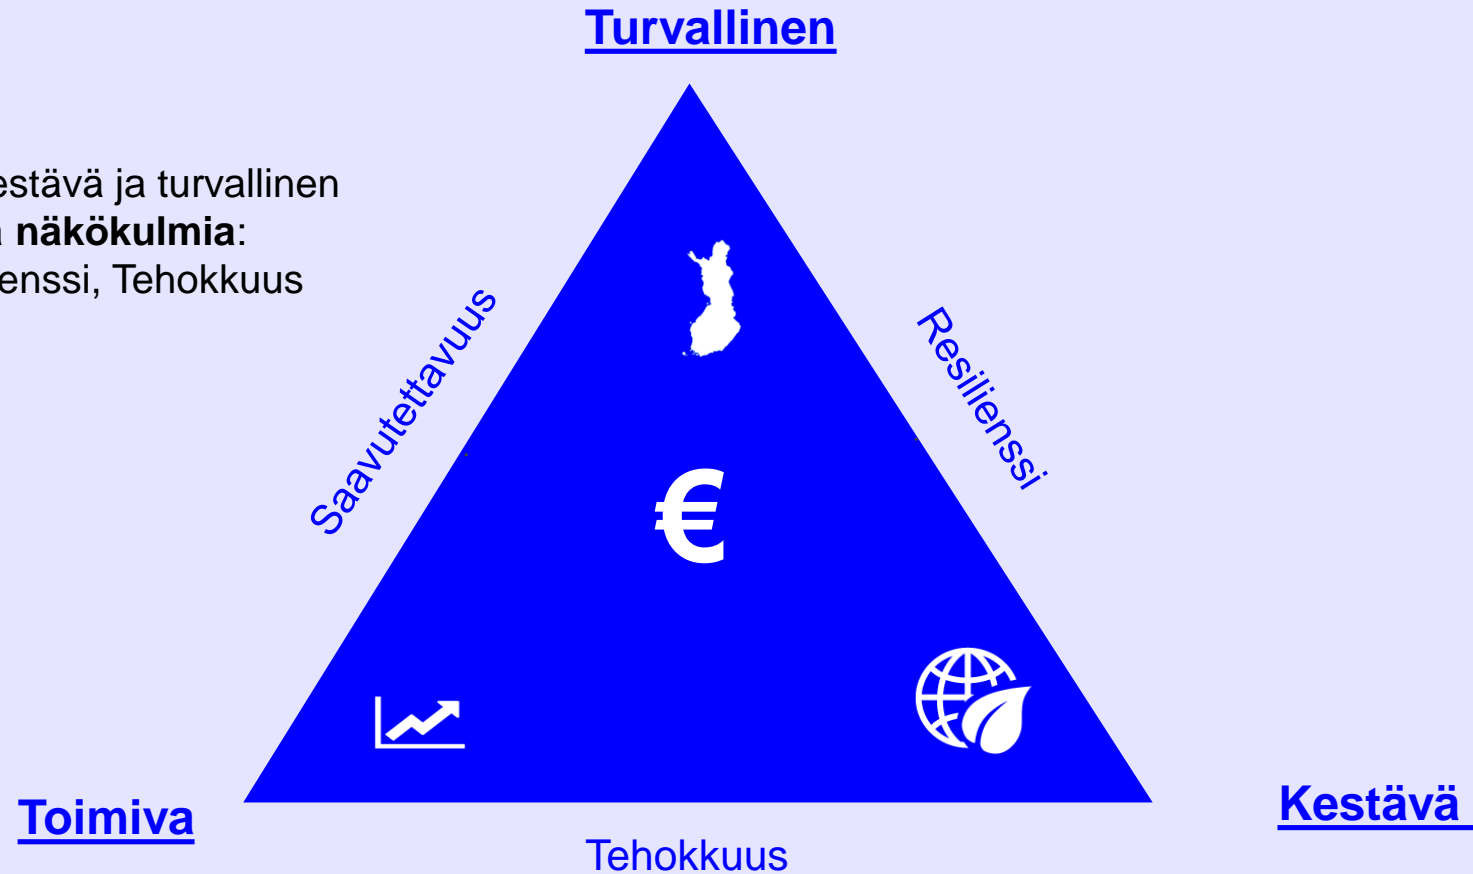 Turvallinen
estävä ja turvallinen
näkökulmia:
enssi, Tehokkuus
Saavutettavuus
Resilienssi
€
Toimiva
Kestävä
Tehokkuus